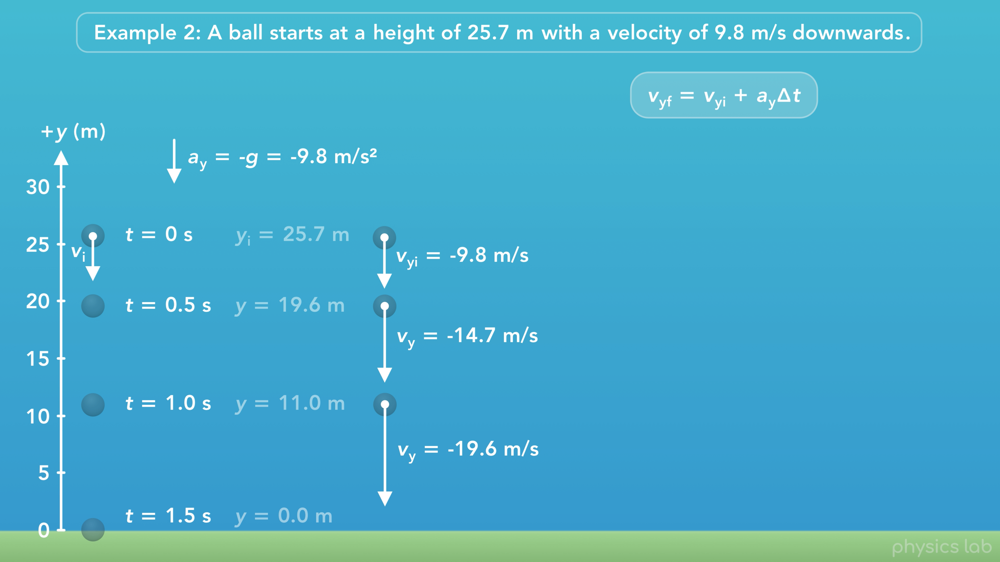 Example 2: A ball starts at a height of 25.7 m with a velocity of 9.8 m/s downwards.
vyf = vyi + ayΔt
+y (m)
ay = -g = -9.8 m/s²
30
t = 0 s yi = 25.7 m
25
vi
vyi = -9.8 m/s
20
t = 0.5 s y = 19.6 m
vy = -14.7 m/s
15
t = 1.0 s y = 11.0 m
10
vy = -19.6 m/s
5
t = 1.5 s y = 0.0 m
0
physics lab